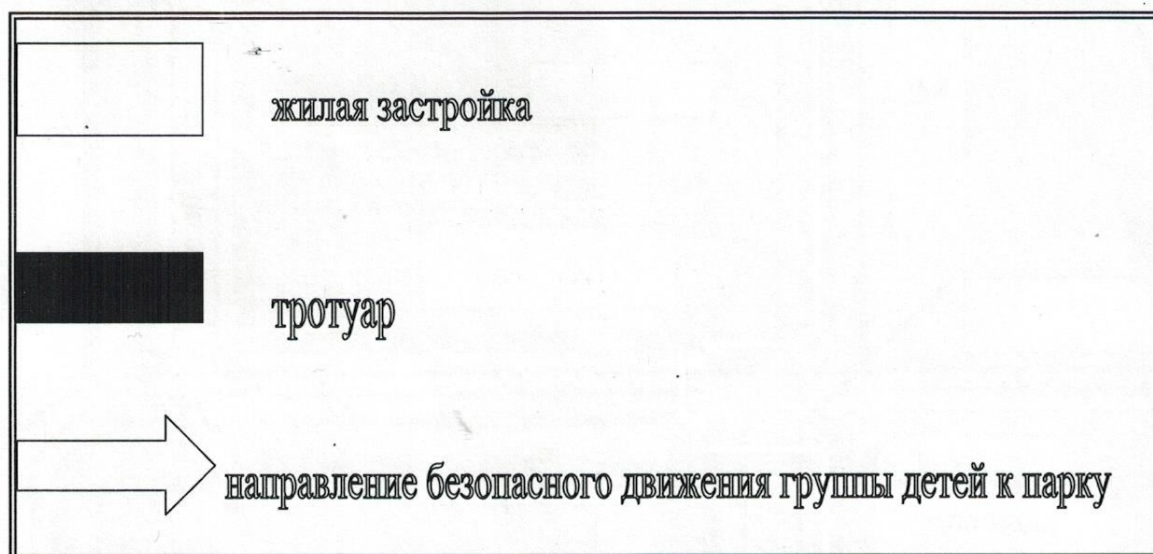 жилая застройка
тротуар
направление безопасного движения группы детей к парку